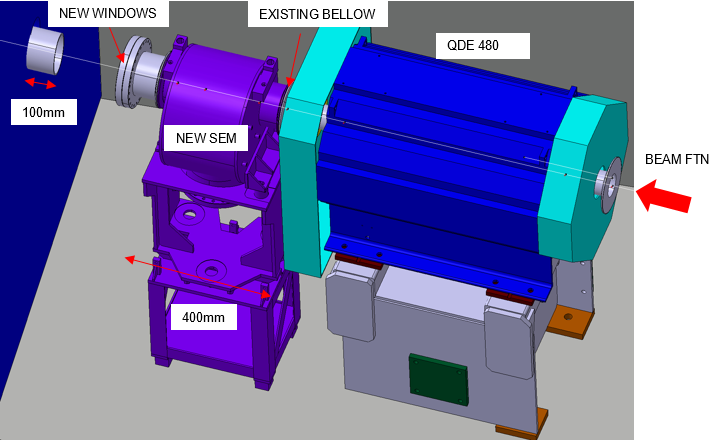 NEW WINDOWS
EXISTING BELLOW
QDE 480
100mm
NEW SEM
BEAM FTN
400mm